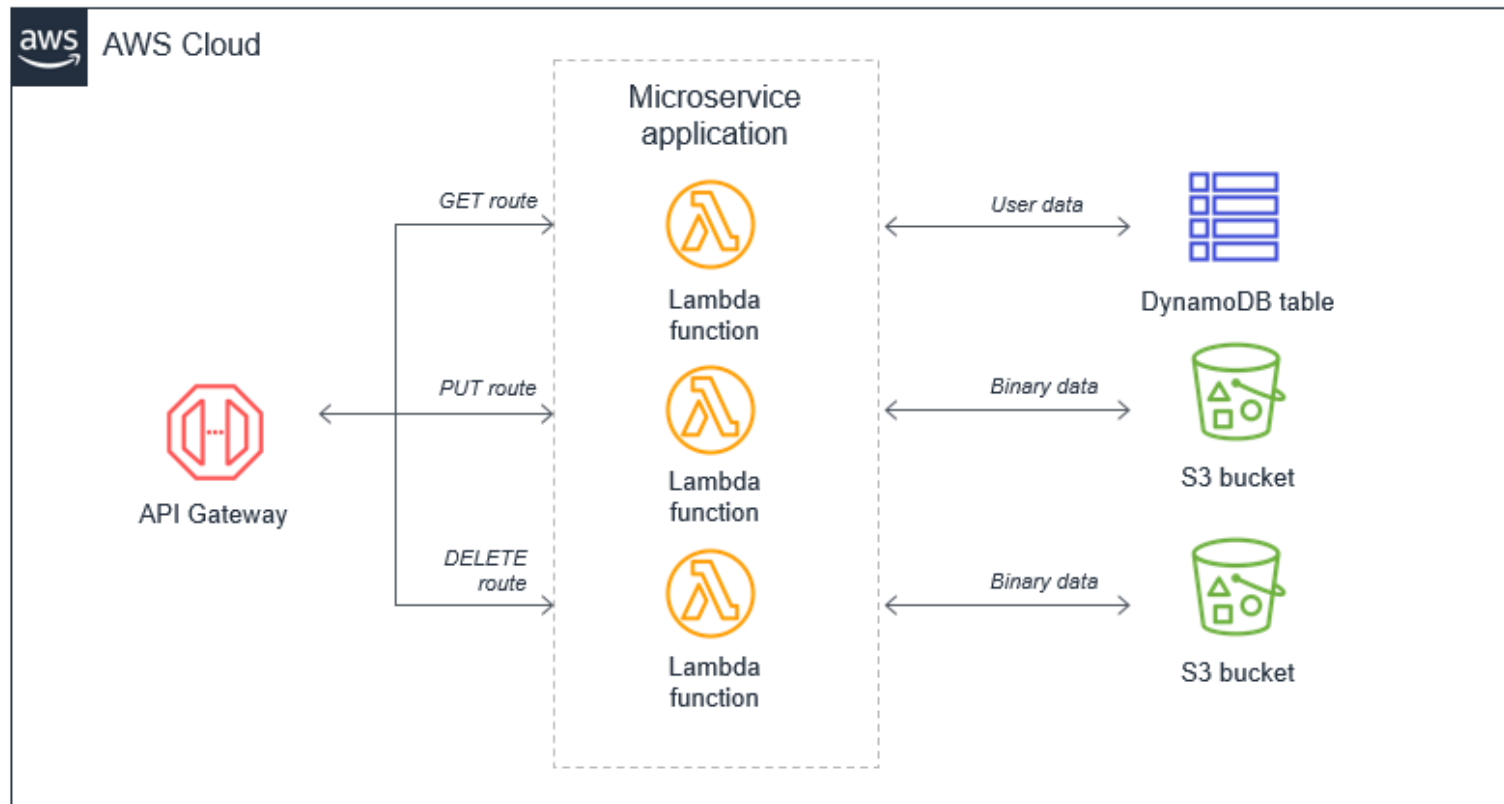 aws
AWS Cloud
Microservice
application
GET route
Lambda
function
User data
DynamoDB table
API Gateway
PUT route
Lambda
function
Binary data
S3 bucket
DELETE
route
Lambda
function
Binary data
S3 bucket